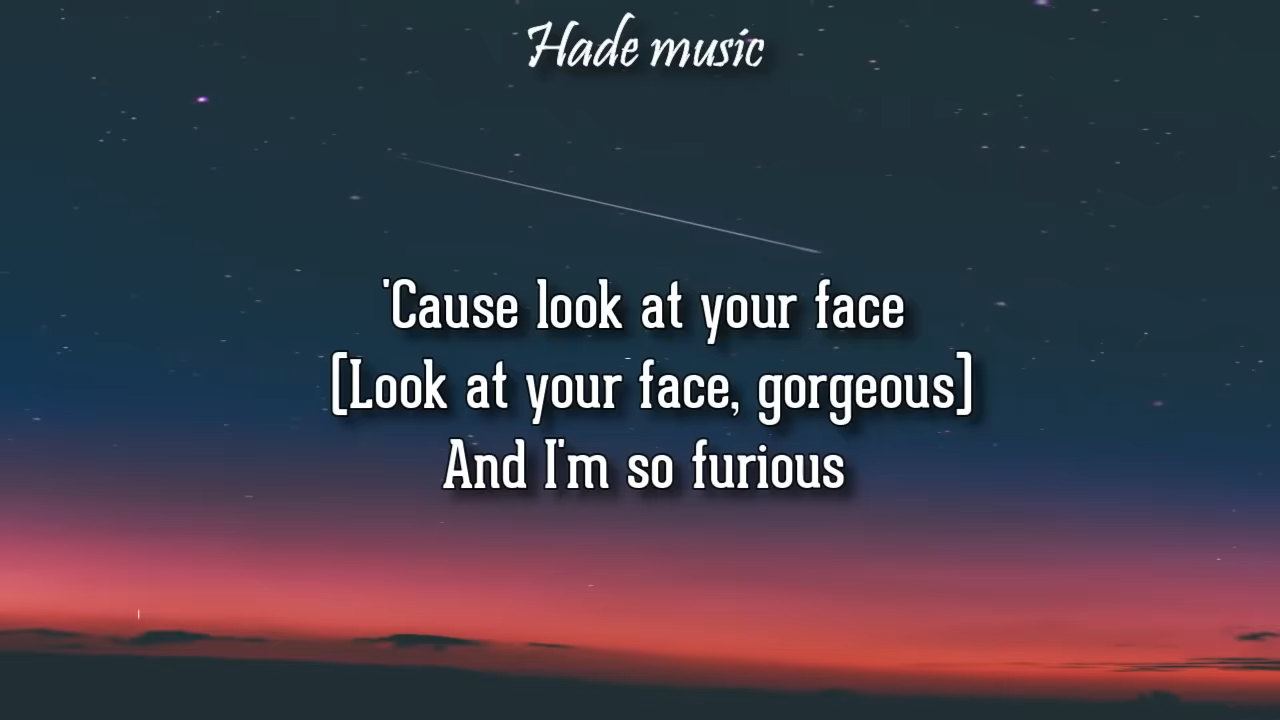 Hade music
'Cause look at your face
[Look at your face, gorgeous]
And I'm so furious